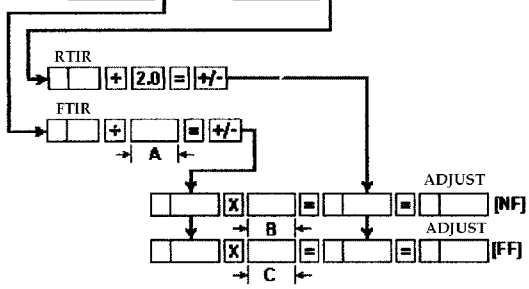 RTIR
+ 2.0 = +/-
FTIR
÷ = +/-
A
ADJUST
X = = [NF]
B
ADJUST
X = = [FF]
C